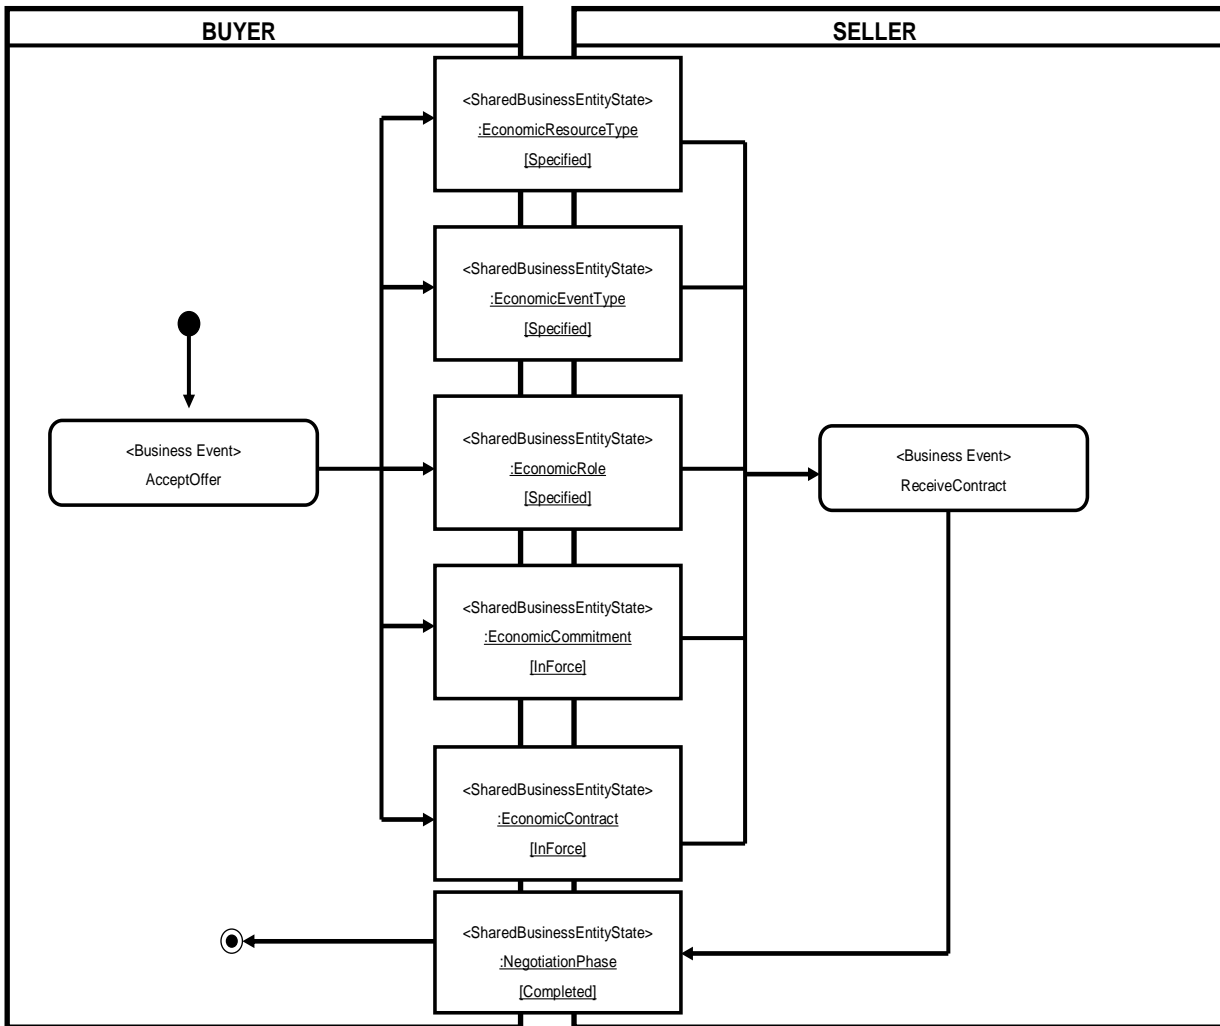 BUYER
SELLER
<SharedBusinessEntityState>
:EconomicResourceType
[Specified]
<SharedBusinessEntityState>
:EconomicEventType
[Specified]
<Business Event>
AcceptOffer
<SharedBusinessEntityState>
:EconomicRole
[Specified]
<Business Event>
ReceiveContract
<SharedBusinessEntityState>
:EconomicCommitment
[InForce]
<SharedBusinessEntityState>
:EconomicContract
[InForce]
<SharedBusinessEntityState>
:NegotiationPhase
[Completed]